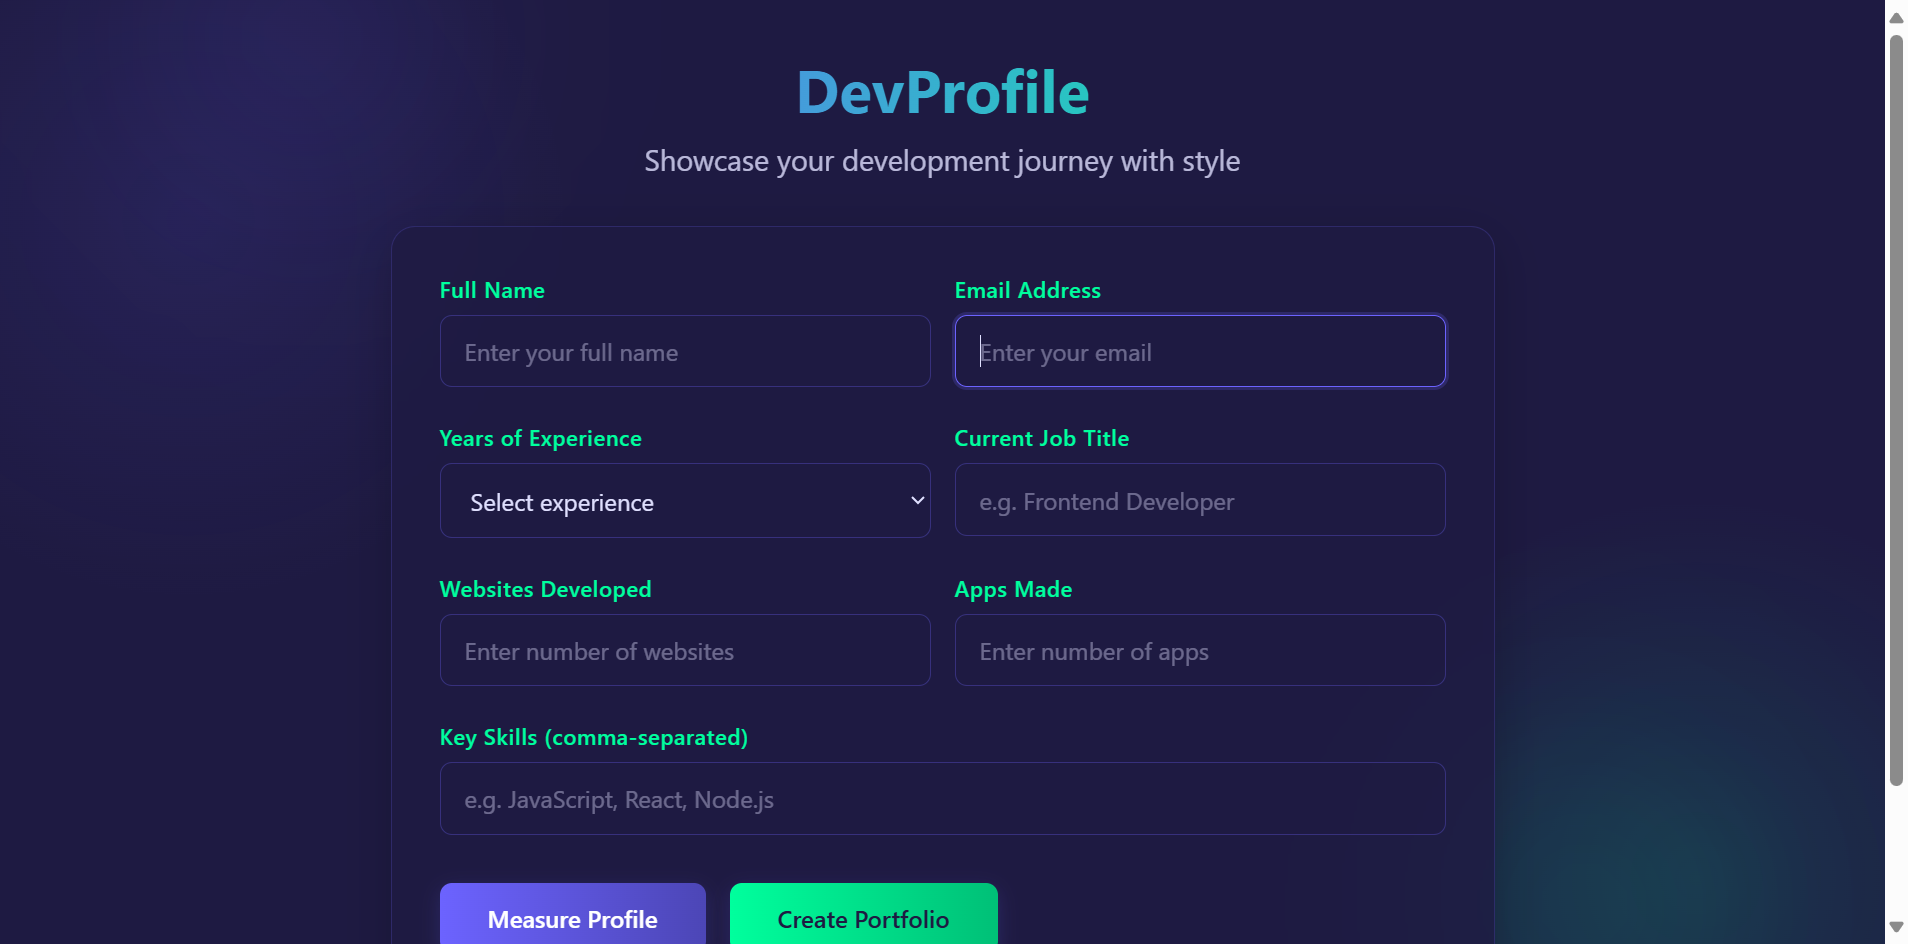 DevProfile
Showcase your development journey with style
Full Name
Email Address
Enter your full name
Enter your email
Years of Experience
Current Job Title
Select experience
e.g. Frontend Developer
Websites Developed
Apps Made
Enter number of websites
Enter number of apps
Key Skills (comma-separated)
e.g. JavaScript, React, Node.js
Measure Profile
Create Portfolio